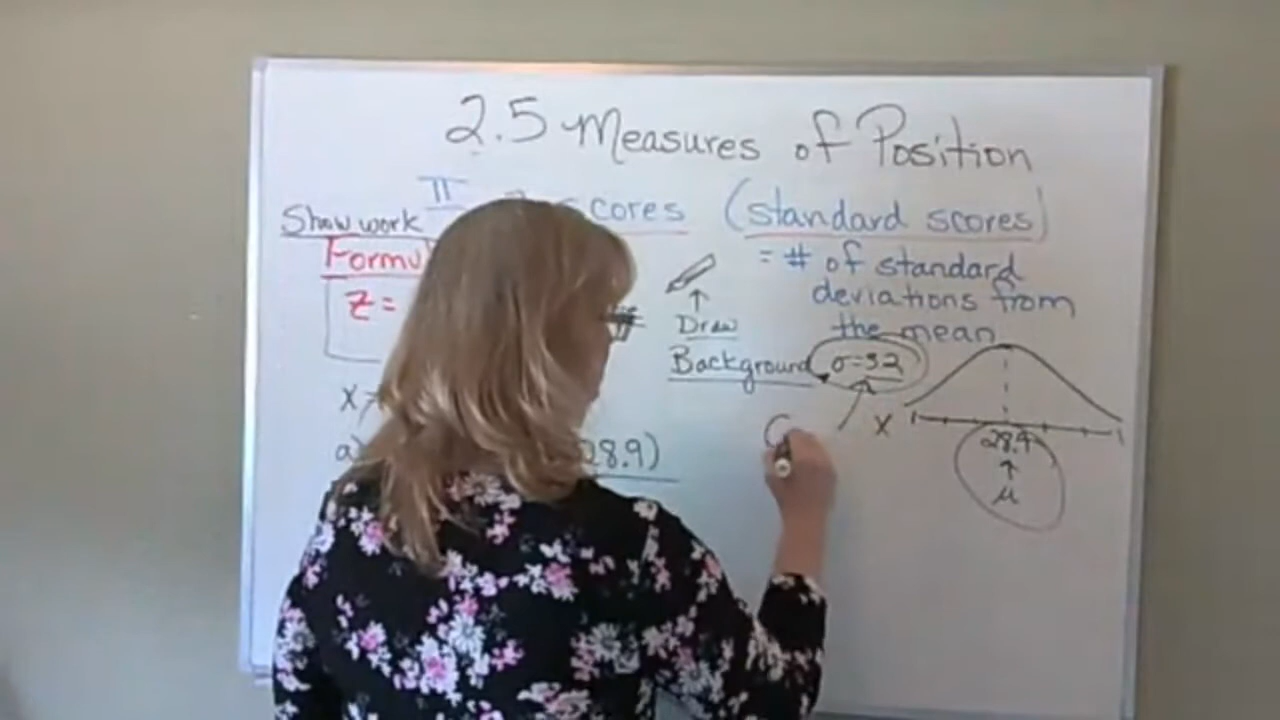 2.5 Measures of Position
II scores (standard scores)
Show work
= # of standard
deviations from
the mean
Formu
z =
Draw
Background
σ=3.2
X
28.9
↑
μ
x
a) 28.9)